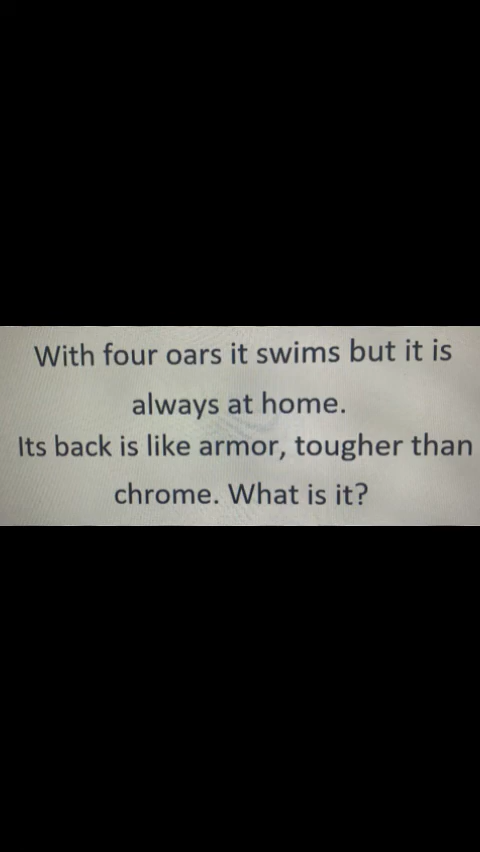 With four oars it swims but it is
always at home.
Its back is like armor, tougher than
chrome. What is it?